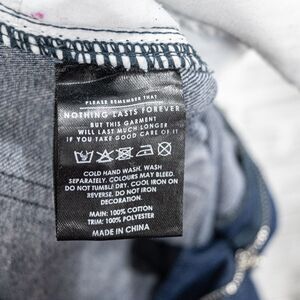 PLEASE REMEMBER THAT
NOTHING LASTS FOREVER
BUT THIS GARMENT
WILL LAST MUCH LONGER
IF YOU TAKE GOOD CARE OF IT
COLD HAND WASH. WASH
SEPARATELY. COLOURS MAY BLEED.
DO NOT TUMBLE DRY, COOL IRON ON
REVERSE. DO NOT IRON
DECORATION.
MAIN: 100% COTTON
TRIM: 100% POLYESTER
MADE IN CHINA